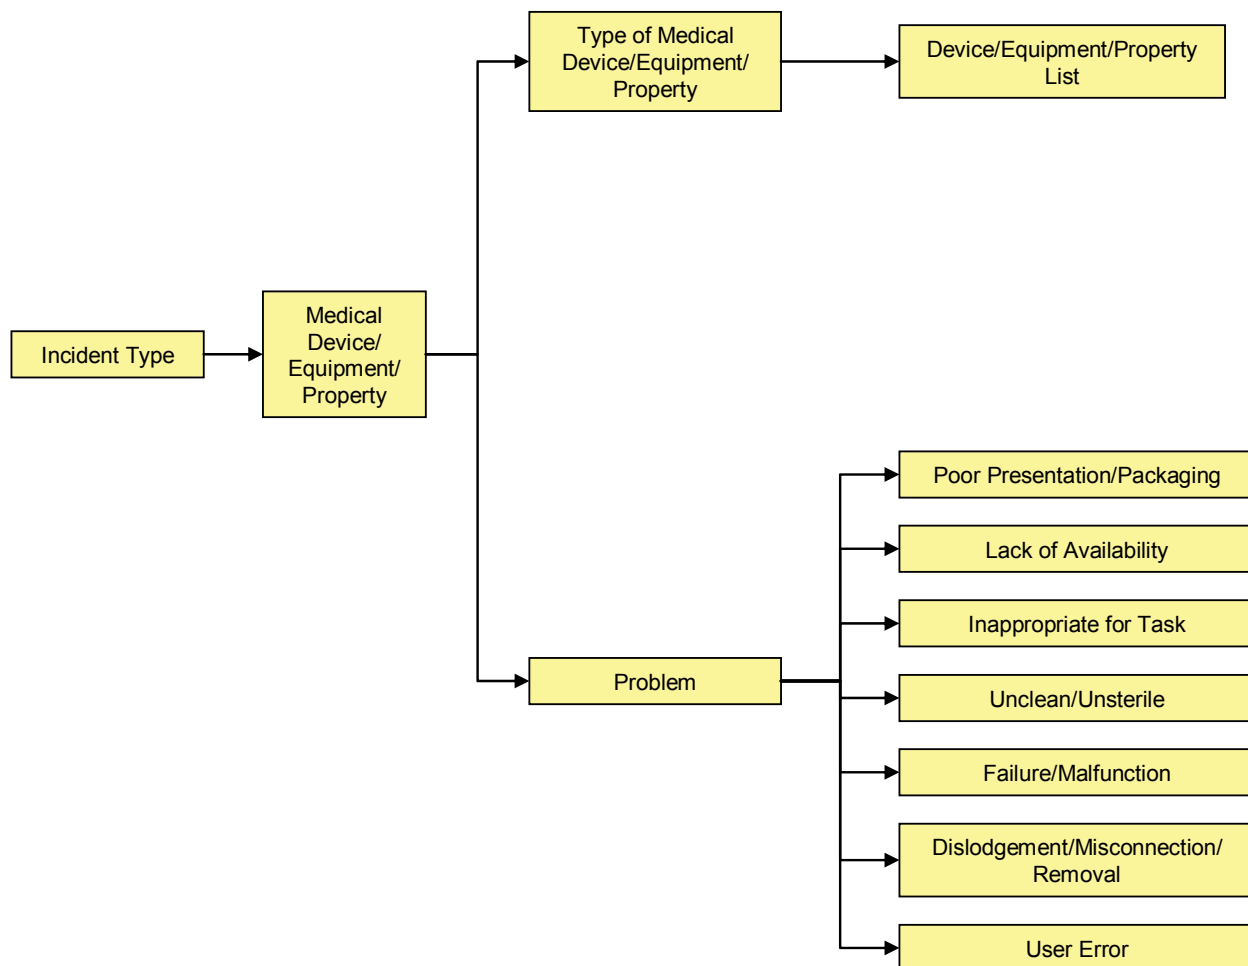 Type of Medical
Device/Equipment/
Property
Device/Equipment/Property
List
Medical
Device/
Equipment/
Property
Incident Type
Poor Presentation/Packaging
Lack of Availability
Inappropriate for Task
Problem
Unclean/Unsterile
Failure/Malfunction
Dislodgement/Misconnection/
Removal
User Error